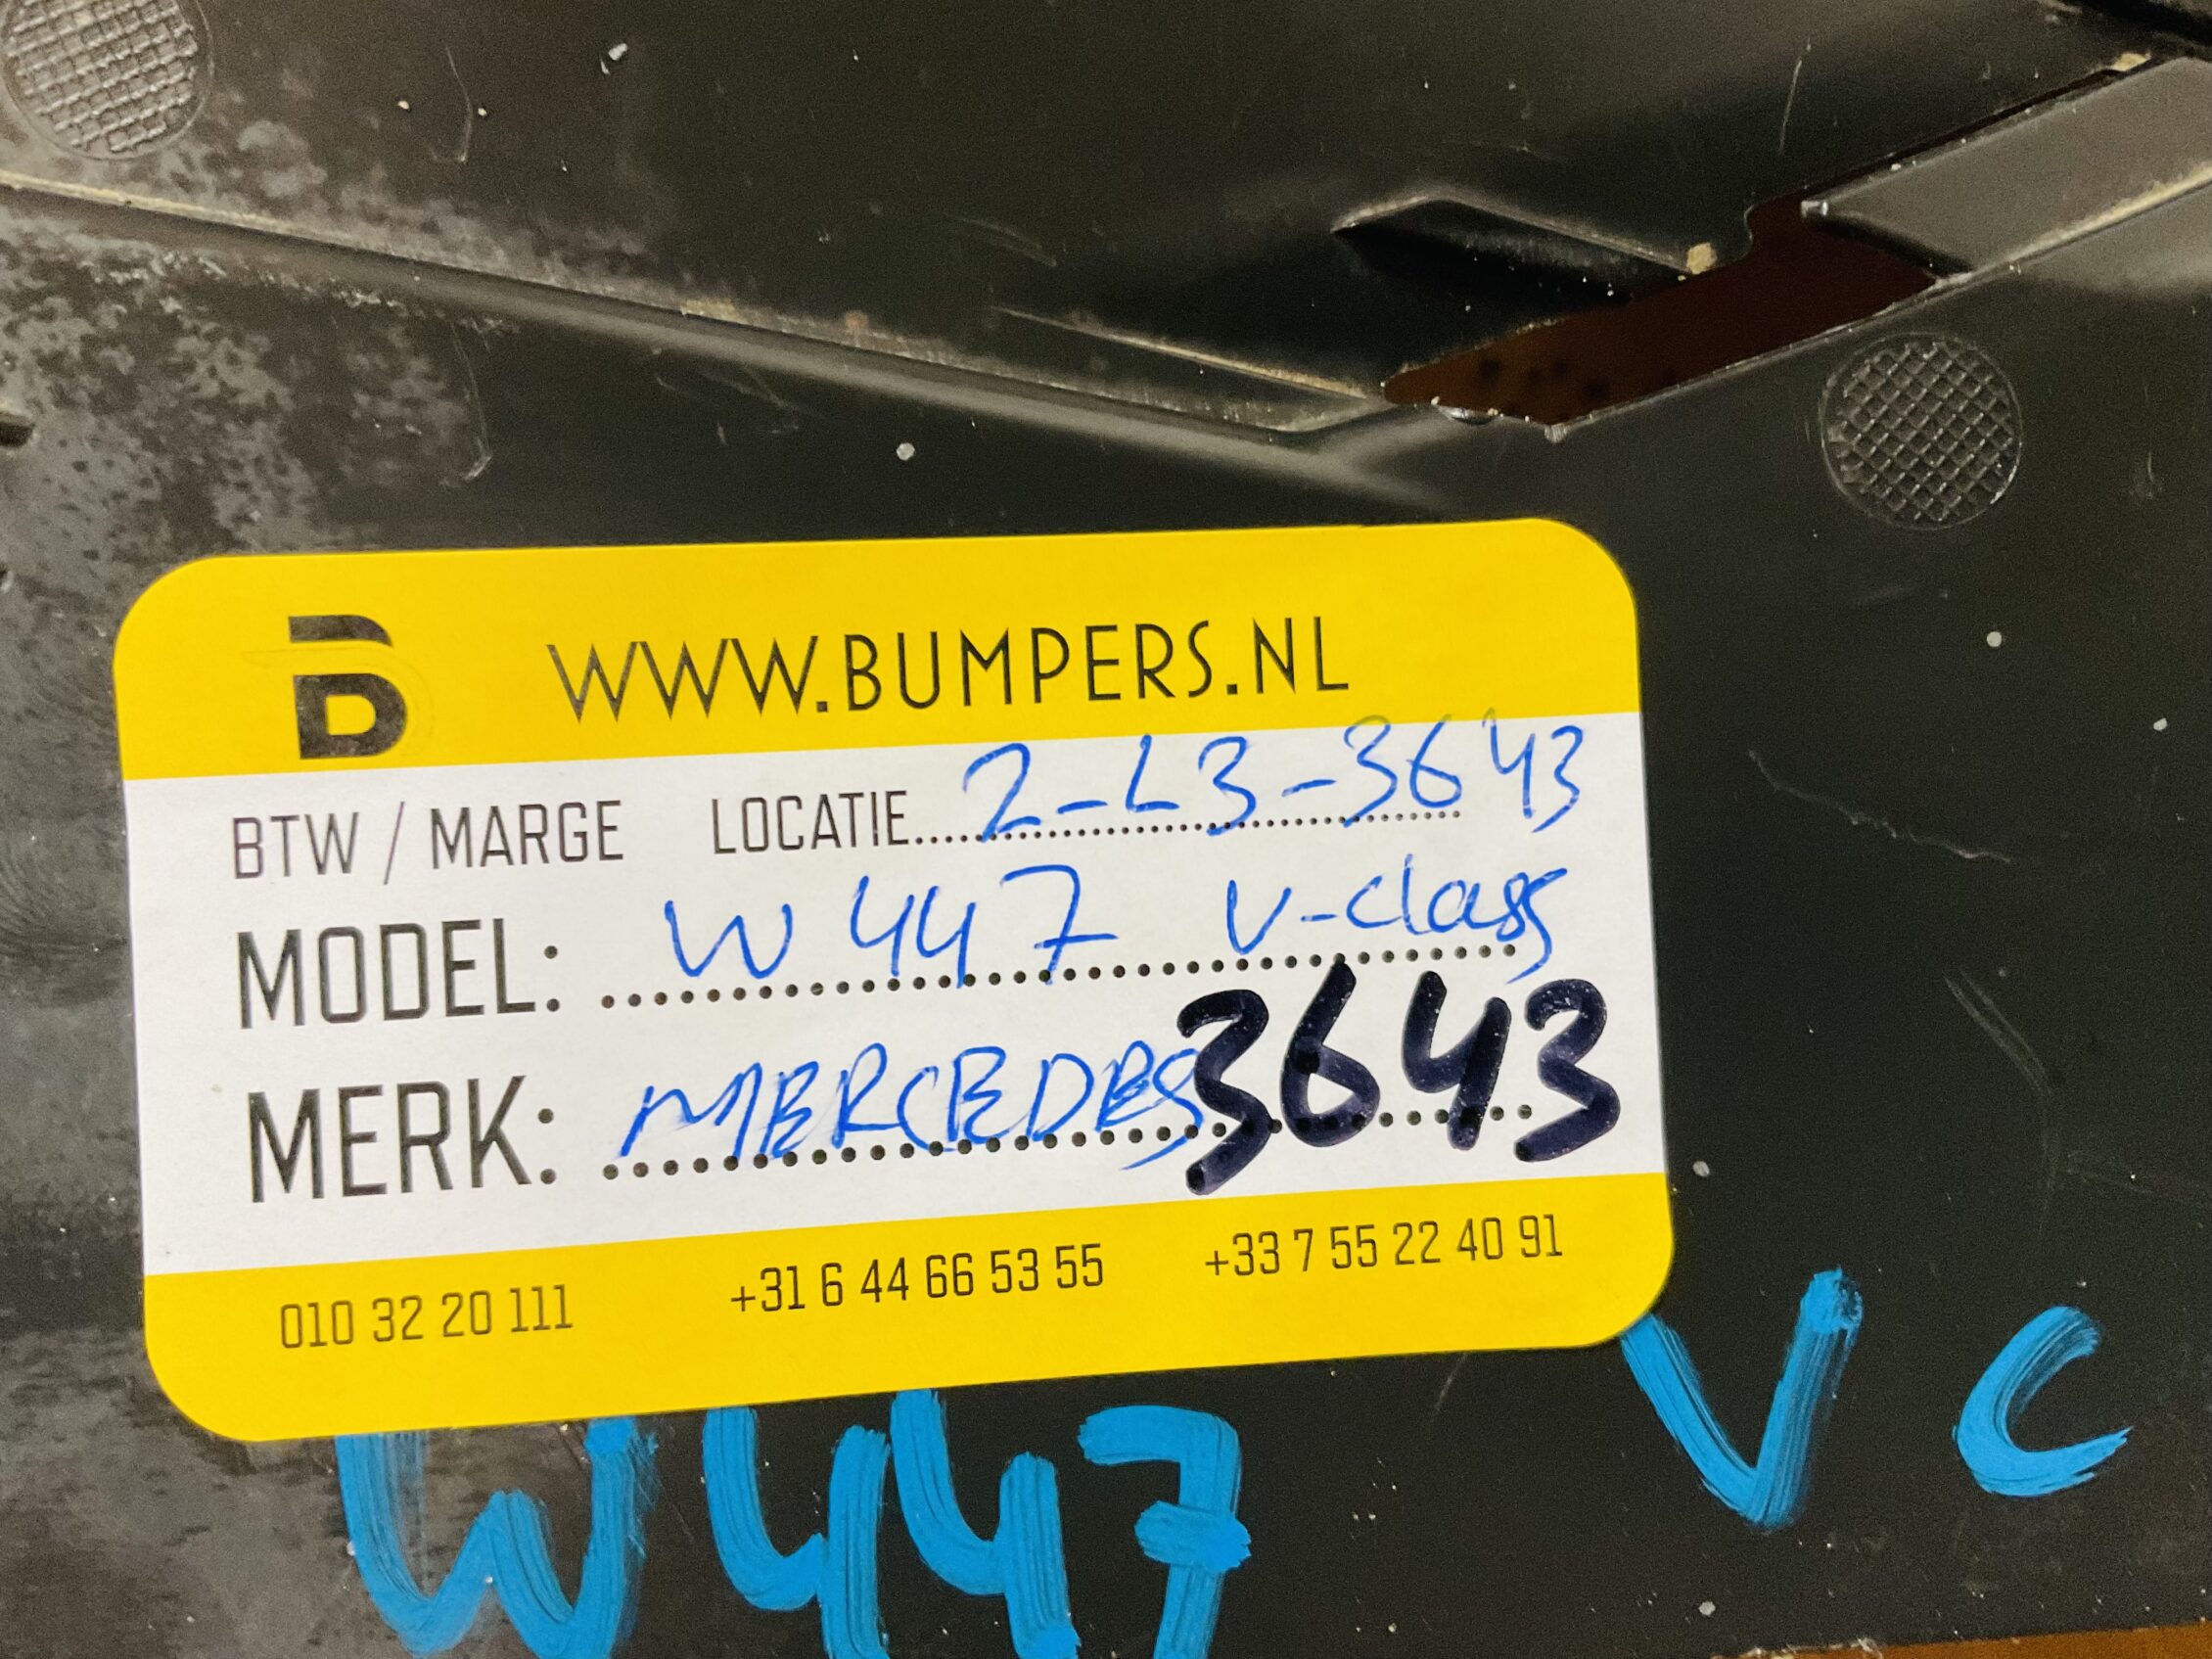 B WWW.BUMPERS.NL
BTW / MARGE LOCATIE..... 2-L3-3643
MODEL: W447 V-class
MERK: MERCEDES 3643
010 32 20 111 +31 6 44 66 53 55 +33 7 55 22 40 91
W447 VC